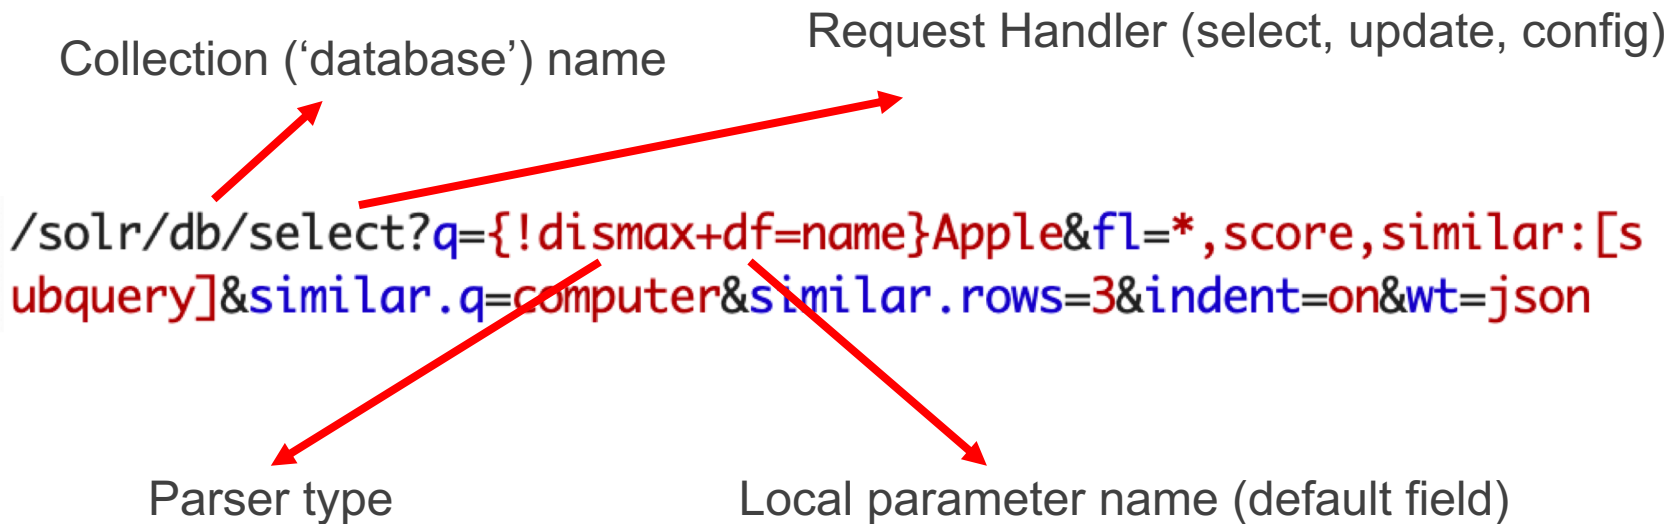 Request Handler (select, update, config)
Collection (‘database’) name
/solr/db/select?q={!dismax+df=name}Apple&fl=*,score,similar:[s
ubquery]&similar.q=computer&similar.rows=3&indent=on&wt=json
Parser type
Local parameter name (default field)